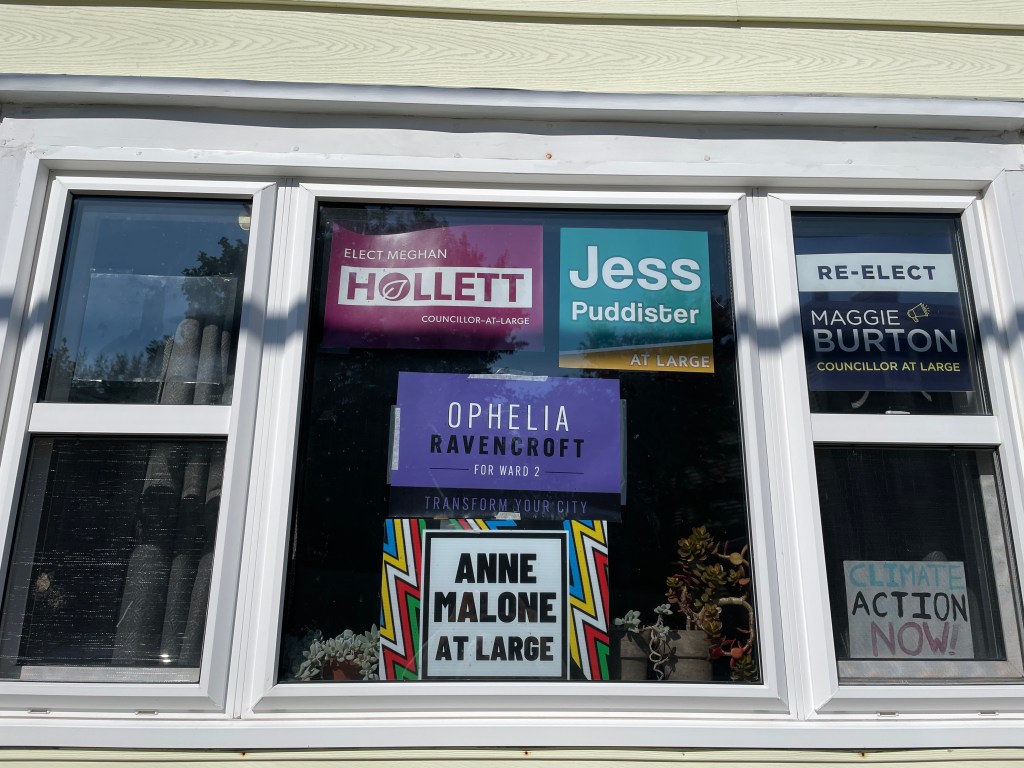 ELECT MEGHAN
HOLLETT
COUNCILLOR-AT-LARGE
Jess
Puddister
AT LARGE
RE-ELECT
MAGGIE
BURTON
COUNCILLOR AT LARGE
OPHELIA
RAVENCROFT
FOR WARD 2
TRANSFORM YOUR CITY
ANNE
MALONE
AT LARGE
CLIMATE
ACTION
NOW!